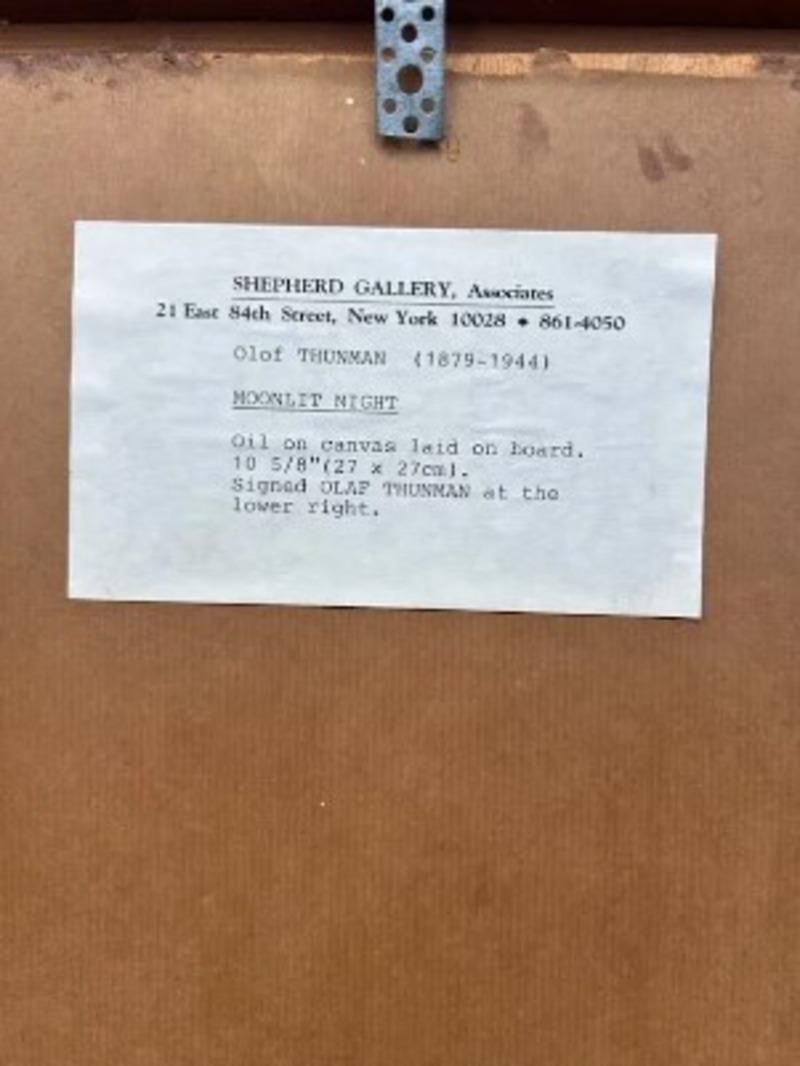 SHEPHERD GALLERY, Associates
21 East 84th Street, New York 10028 ♦ 861-4050
Olof THUNMAN (1879-1944)
MOONLIT NIGHT
Oil on canvas laid on board.
10 5/8"(27 x 27cm).
Signed OLAF THUNMAN at the
lower right.